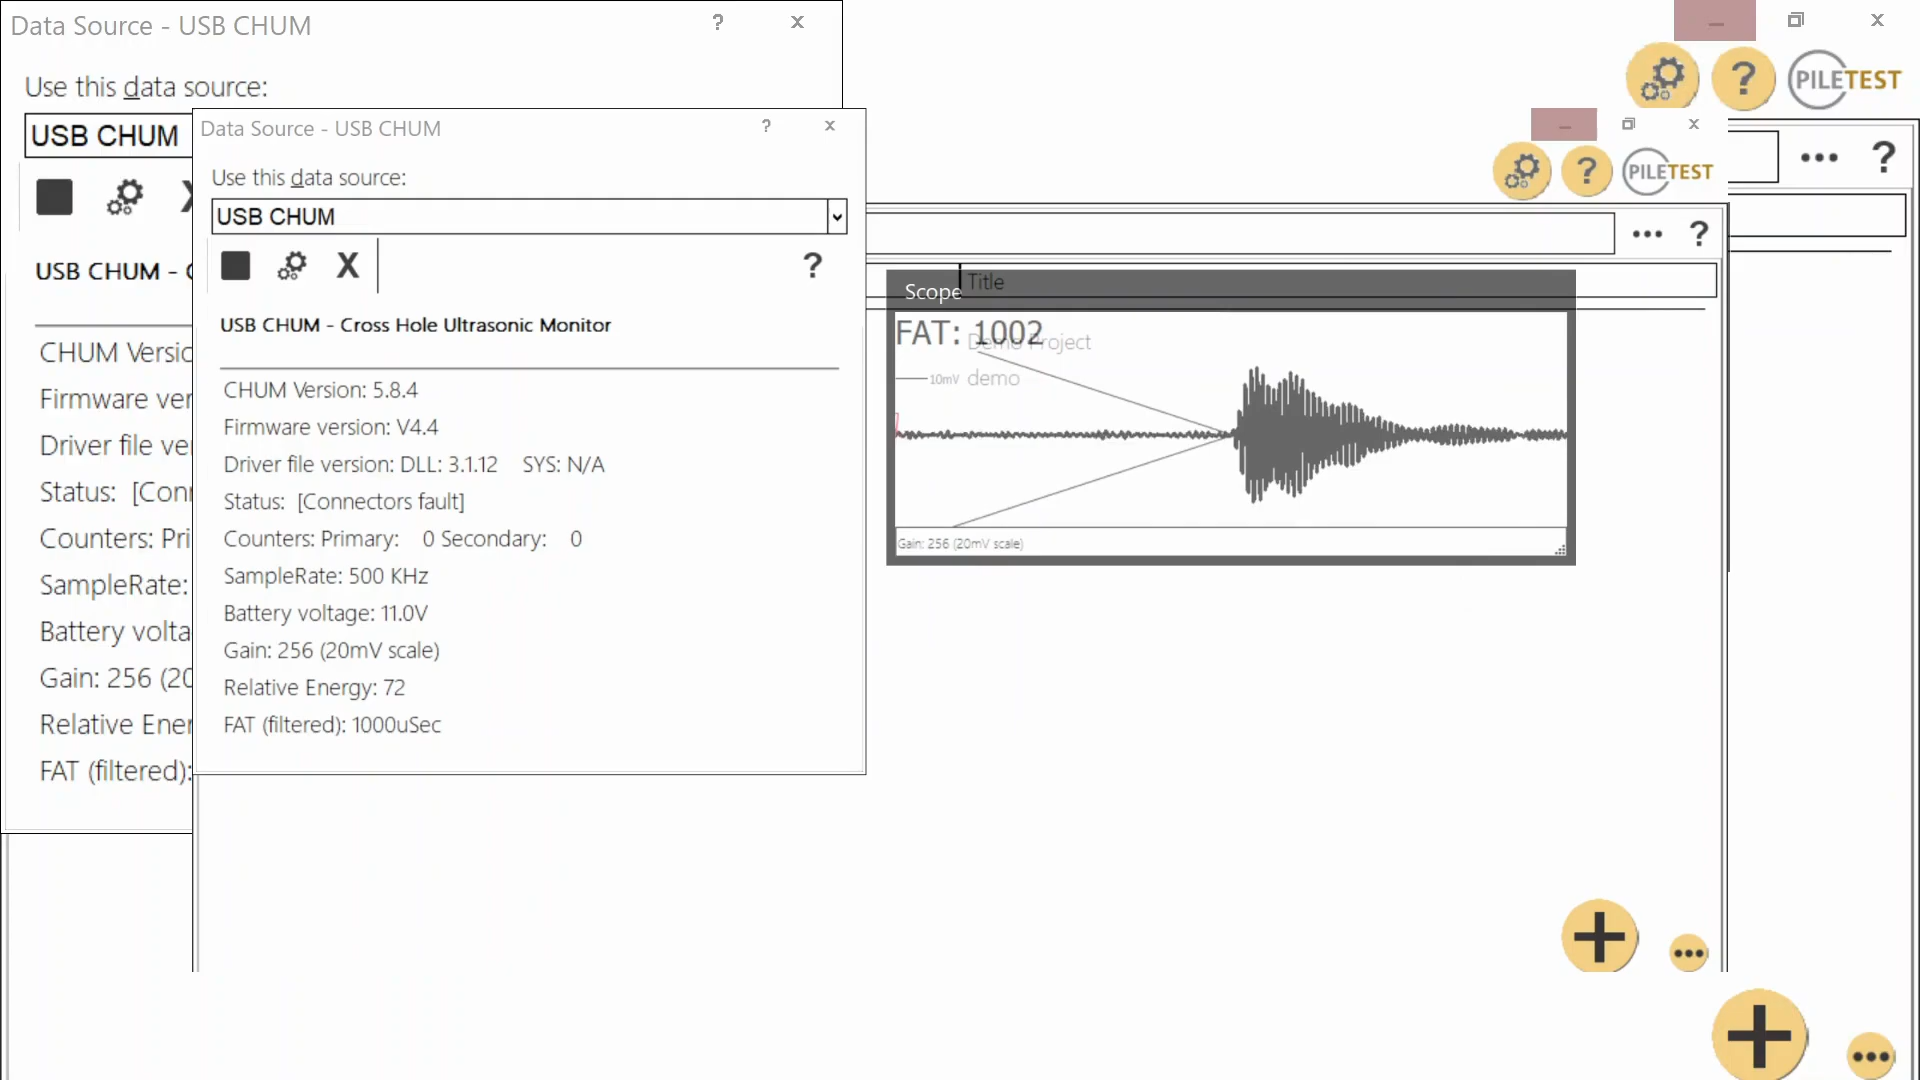 Data Source - USB CHUM
Use this data source:
USB CHUM
X
USB CHUM -
CHUM Versio
Firmware ver
Driver file ve
Status: [Con
Counters: Pri
SampleRate:
Battery volta
Gain: 256 (20
Relative Ener
FAT (filtered):
Data Source - USB CHUM
? X
Use this data source:
USB CHUM
X ?
USB CHUM - Cross Hole Ultrasonic Monitor
CHUM Version: 5.8.4
Firmware version: V4.4
Driver file version: DLL: 3.1.12 SYS: N/A
Status: [Connectors fault]
Counters: Primary: 0 Secondary: 0
SampleRate: 500 KHz
Battery voltage: 11.0V
Gain: 256 (20mV scale)
Relative Energy: 72
FAT (filtered): 1000uSec
? PILETEST
... ?
? PILETEST
... ?
Title
Scope
FAT: 1002
Demo Project
10mV demo
Gain: 256 (20mV scale)